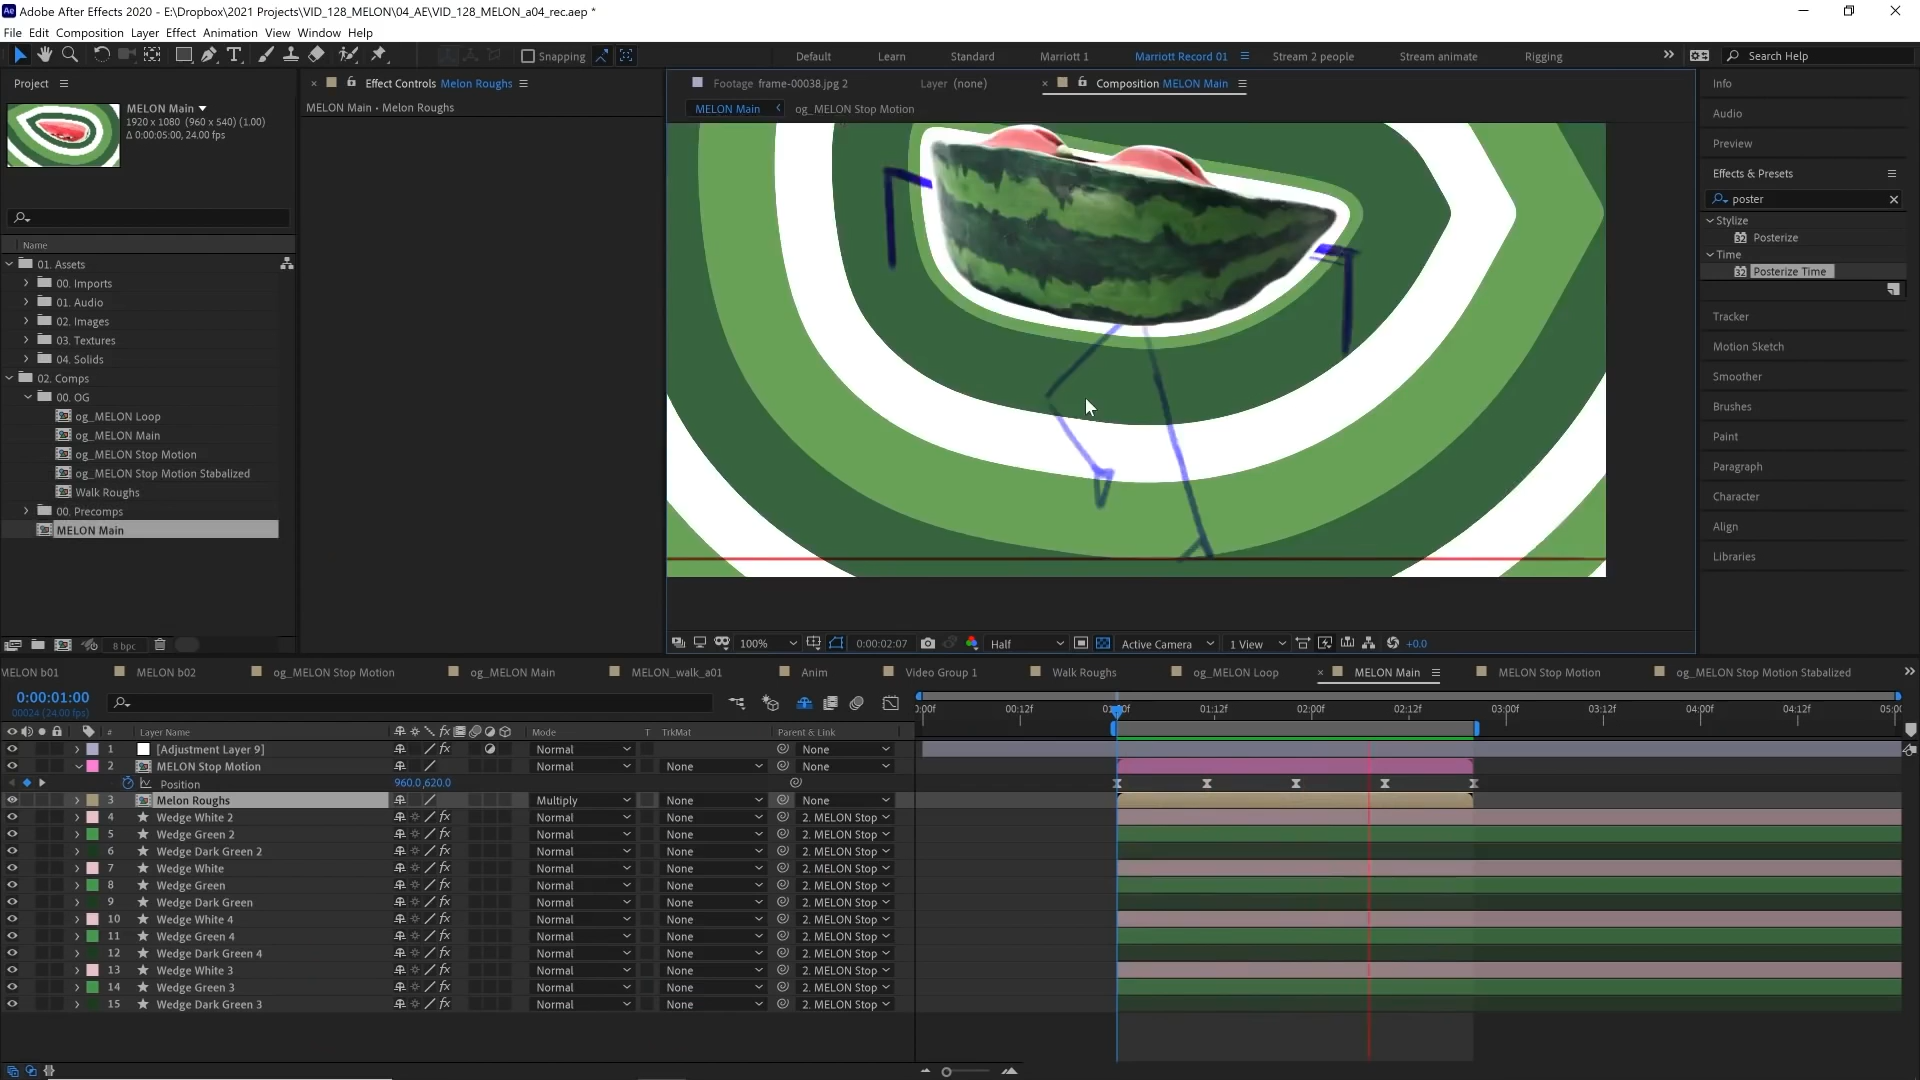 Adobe After Effects 2020 - E:\Dropbox\2021 Projects\VID_128_MELON\04_AE\VID_128_MELON_a04_rec.aep *
File Edit Composition Layer Effect Animation View Window Help
Snapping Default Learn Standard Marriott 1 Marriott Record 01 Stream 2 people Stream animate Rigging Search Help
Project
MELON Main
1920 x 1080 (960 x 540) (1.00)
Δ 0:00:05:00, 24.00 fps
Name
01. Assets
00. Imports
01. Audio
02. Images
03. Textures
04. Solids
02. Comps
00. OG
og_MELON Loop
og_MELON Main
og_MELON Stop Motion
og_MELON Stop Motion Stabalized
Walk Roughs
00. Precomps
MELON Main
8 bpc
Effect Controls Melon Roughs
MELON Main • Melon Roughs
Footage frame-00038.jpg 2 Layer (none) Composition MELON Main
MELON Main og_MELON Stop Motion
100% 0:00:02:07 Half Active Camera 1 View +0.0
Info
Audio
Preview
Effects & Presets
poster
Stylize
Posterize
Time
Posterize Time
Tracker
Motion Sketch
Smoother
Brushes
Paint
Paragraph
Character
Align
Libraries
MELON b01 MELON b02 og_MELON Stop Motion og_MELON Main MELON_walk_a01 Anim Video Group 1 Walk Roughs og_MELON Loop MELON Main MELON Stop Motion og_MELON Stop Motion Stabalized
0:00:01:00
00024 (24.00 fps)
00:12f 01:12f 02:00f 02:12f 03:00f 03:12f 04:00f 04:12f
# Layer Name Mode T TrkMat Parent & Link
1 [Adjustment Layer 9] Normal None
2 MELON Stop Motion Normal None None
Position 960.0,620.0
3 Melon Roughs Multiply None None
4 Wedge White 2 Normal None 2. MELON Stop
5 Wedge Green 2 Normal None 2. MELON Stop
6 Wedge Dark Green 2 Normal None 2. MELON Stop
7 Wedge White Normal None 2. MELON Stop
8 Wedge Green Normal None 2. MELON Stop
9 Wedge Dark Green Normal None 2. MELON Stop
10 Wedge White 4 Normal None 2. MELON Stop
11 Wedge Green 4 Normal None 2. MELON Stop
12 Wedge Dark Green 4 Normal None 2. MELON Stop
13 Wedge White 3 Normal None 2. MELON Stop
14 Wedge Green 3 Normal None 2. MELON Stop
15 Wedge Dark Green 3 Normal None 2. MELON Stop